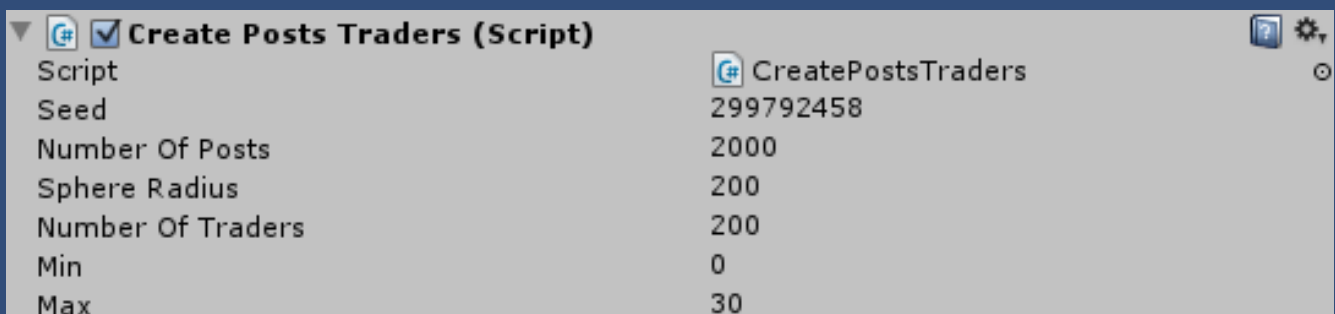 Create Posts Traders (Script)
Script CreatePostsTraders
Seed 299792458
Number Of Posts 2000
Sphere Radius 200
Number Of Traders 200
Min 0
Max 30